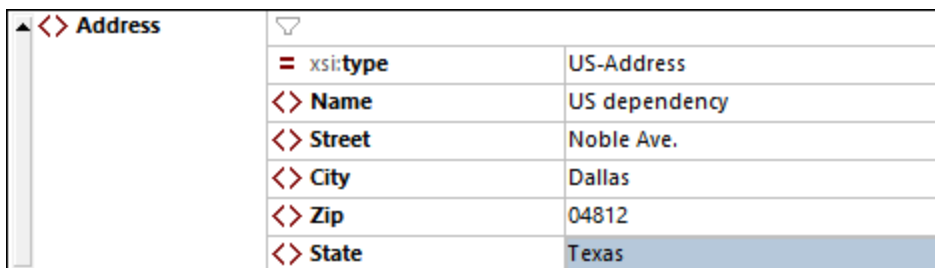 Address
= xsi:type US-Address
<> Name US dependency
<> Street Noble Ave.
<> City Dallas
<> Zip 04812
<> State Texas